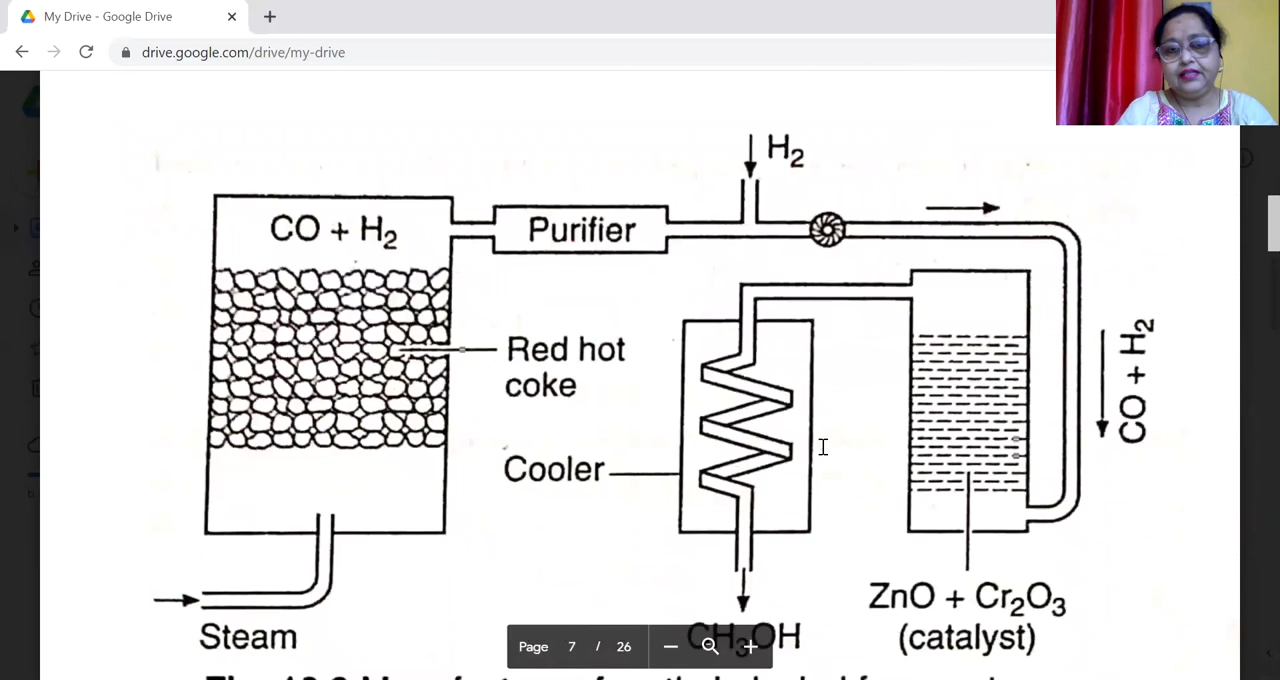 My Drive - Google Drive
drive.google.com/drive/my-drive
H2
CO + H2
Purifier
Red hot
coke
CO + H2
Cooler
ZnO + Cr2O3
(catalyst)
Steam
CH3OH
Page 7 / 26